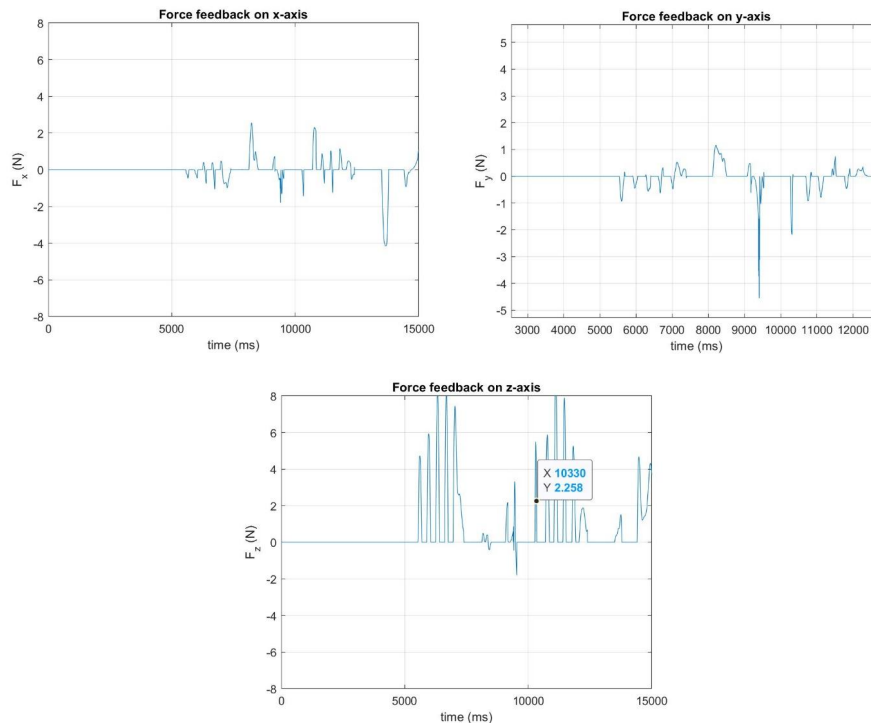 Force feedback on x-axis
8
6
4
2
0
-2
-4
-6
-8
F_x (N)
0 5000 10000 15000
time (ms)
Force feedback on y-axis
5
4
3
2
1
0
-1
-2
-3
-4
-5
F_y (N)
3000 4000 5000 6000 7000 8000 9000 10000 11000 12000
time (ms)
Force feedback on z-axis
8
6
4
2
0
-2
-4
-6
-8
F_z (N)
X 10330
Y 2.258
0 5000 10000 15000
time (ms)